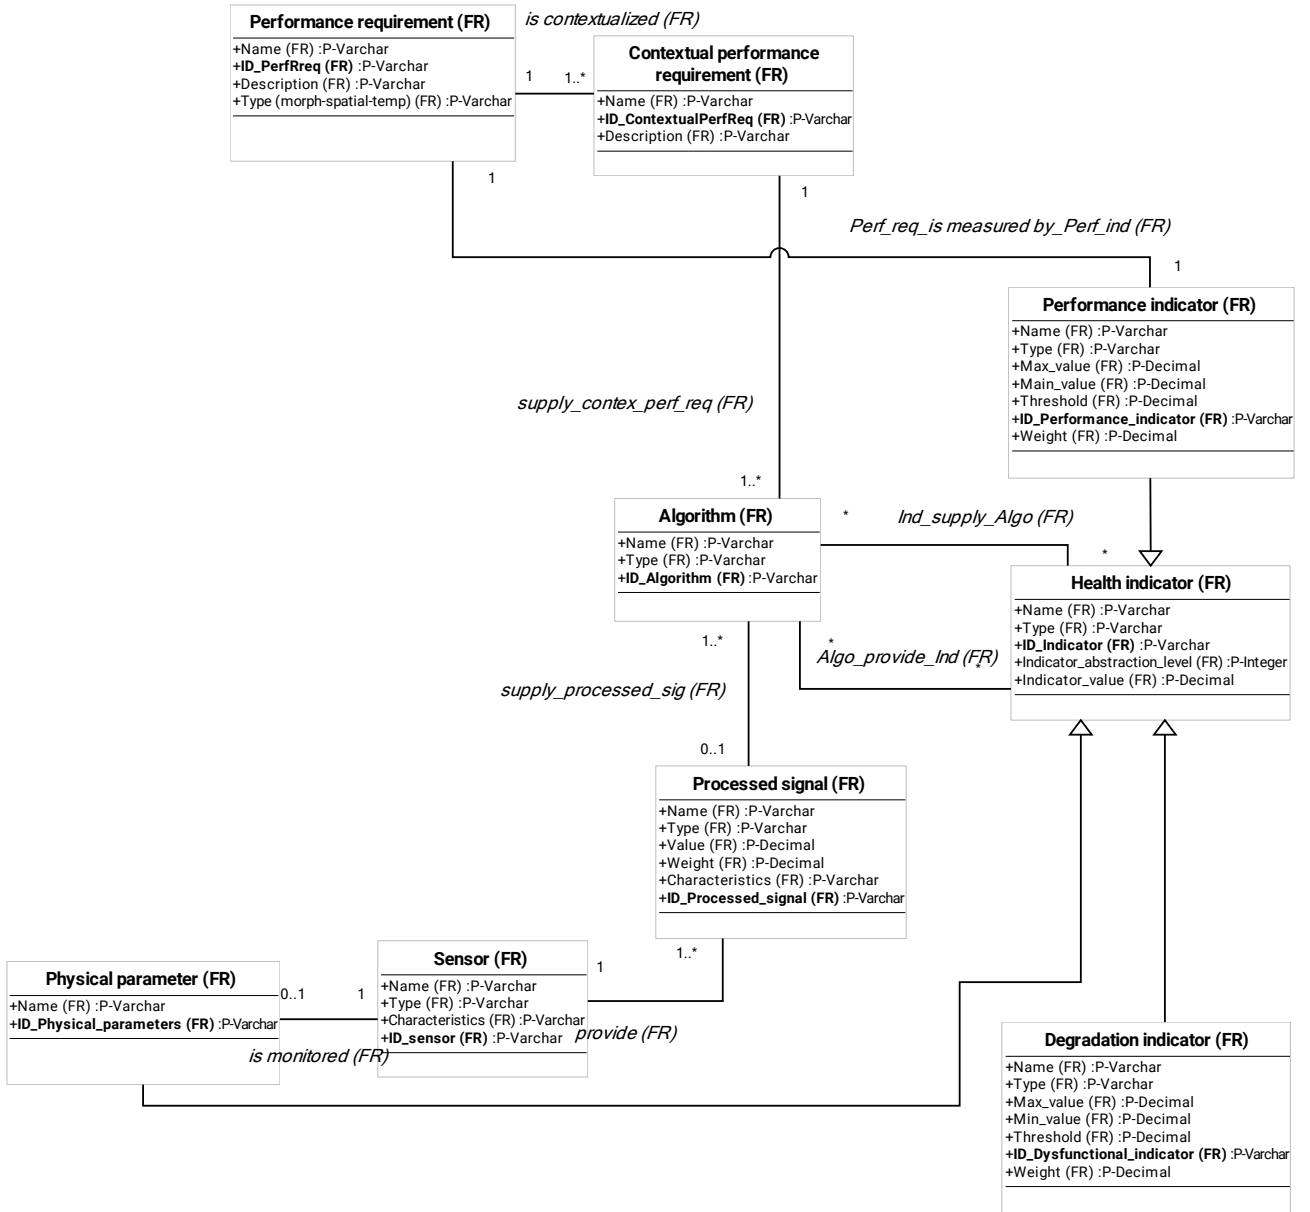 Performance requirement (FR)
+Name (FR) :P-Varchar
+ID_PerfRreq (FR) :P-Varchar
+Description (FR) :P-Varchar
+Type (morph-spatial-temp) (FR) :P-Varchar
is contextualized (FR)
1
1..*
Contextual performance
requirement (FR)
+Name (FR) :P-Varchar
+ID_ContextualPerfReq (FR) :P-Varchar
+Description (FR) :P-Varchar
1
1
Perf_req_is measured by_Perf_ind (FR)
1
Performance indicator (FR)
+Name (FR) :P-Varchar
+Type (FR) :P-Varchar
+Max_value (FR) :P-Decimal
+Main_value (FR) :P-Decimal
+Threshold (FR) :P-Decimal
+ID_Performance_indicator (FR) :P-Varchar
+Weight (FR) :P-Decimal
supply_contex_perf_req (FR)
1..*
Algorithm (FR)
+Name (FR) :P-Varchar
+Type (FR) :P-Varchar
+ID_Algorithm (FR) :P-Varchar
*
Ind_supply_Algo (FR)
*
Health indicator (FR)
+Name (FR) :P-Varchar
+Type (FR) :P-Varchar
+ID_Indicator (FR) :P-Varchar
+Indicator_abstraction_level (FR) :P-Integer
+Indicator_value (FR) :P-Decimal
1..*
*
Algo_provide_Ind (FR)
*
supply_processed_sig (FR)
0..1
Processed signal (FR)
+Name (FR) :P-Varchar
+Type (FR) :P-Varchar
+Value (FR) :P-Decimal
+Weight (FR) :P-Decimal
+Characteristics (FR) :P-Varchar
+ID_Processed_signal (FR) :P-Varchar
1..*
Physical parameter (FR)
+Name (FR) :P-Varchar
+ID_Physical_parameters (FR) :P-Varchar
0..1
1
is monitored (FR)
Sensor (FR)
+Name (FR) :P-Varchar
+Type (FR) :P-Varchar
+Characteristics (FR) :P-Varchar
+ID_sensor (FR) :P-Varchar
1
provide (FR)
Degradation indicator (FR)
+Name (FR) :P-Varchar
+Type (FR) :P-Varchar
+Max_value (FR) :P-Decimal
+Min_value (FR) :P-Decimal
+Threshold (FR) :P-Decimal
+ID_Dysfunctional_indicator (FR) :P-Varchar
+Weight (FR) :P-Decimal